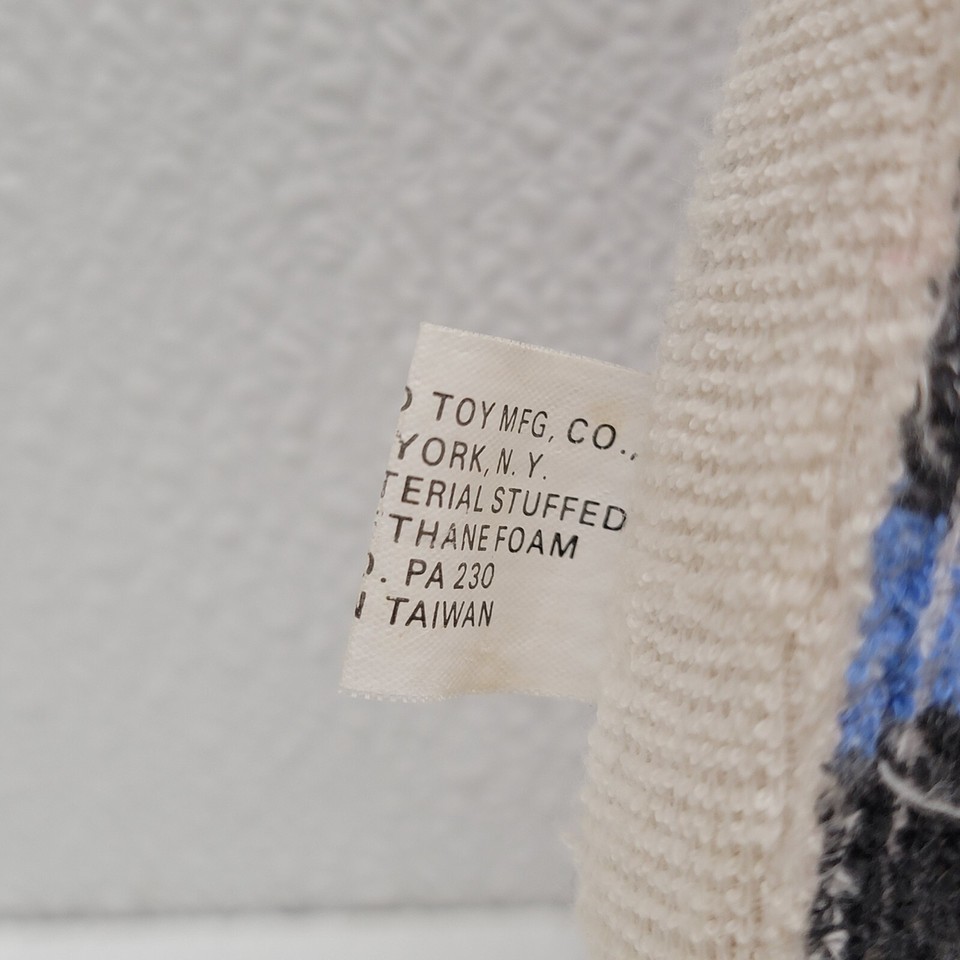 TOY MFG, CO.,
YORK, N. Y.
TERIAL STUFFED
THANE FOAM
. PA 230
TAIWAN